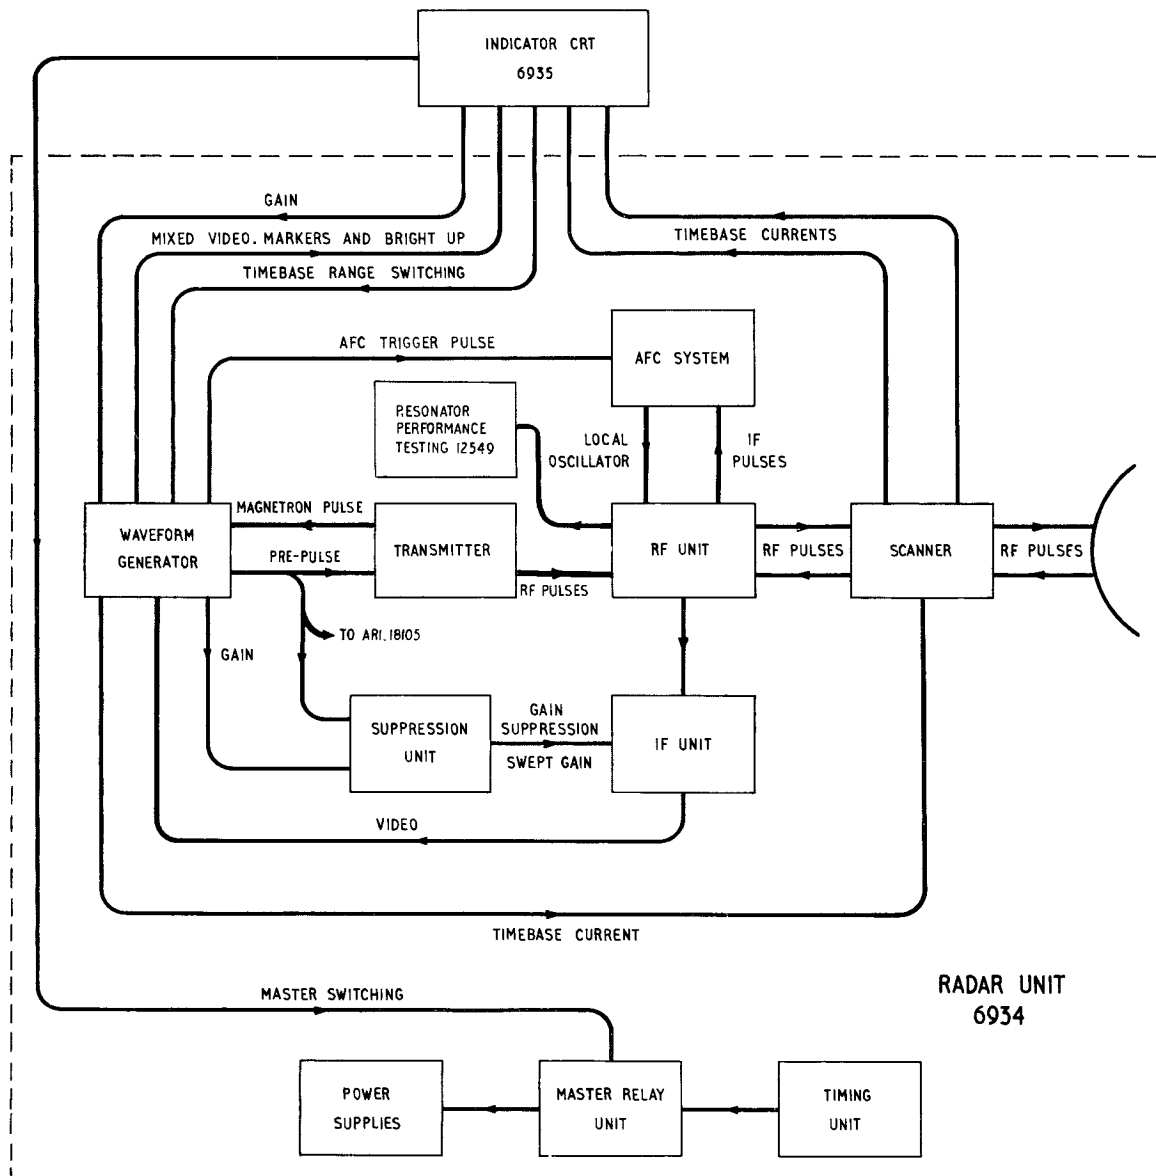 INDICATOR CRT
6935
GAIN
MIXED VIDEO. MARKERS AND BRIGHT UP
TIMEBASE RANGE SWITCHING
TIMEBASE CURRENTS
AFC TRIGGER PULSE
AFC SYSTEM
RESONATOR
PERFORMANCE
TESTING 12549
LOCAL
OSCILLATOR
IF
PULSES
MAGNETRON PULSE
WAVEFORM
GENERATOR
PRE-PULSE
TRANSMITTER
RF PULSES
RF UNIT
RF PULSES
SCANNER
RF PULSES
TO ARI. 18105
GAIN
SUPPRESSION
UNIT
GAIN
SUPPRESSION
SWEPT GAIN
IF UNIT
VIDEO
TIMEBASE CURRENT
MASTER SWITCHING
RADAR UNIT
6934
POWER
SUPPLIES
MASTER RELAY
UNIT
TIMING
UNIT